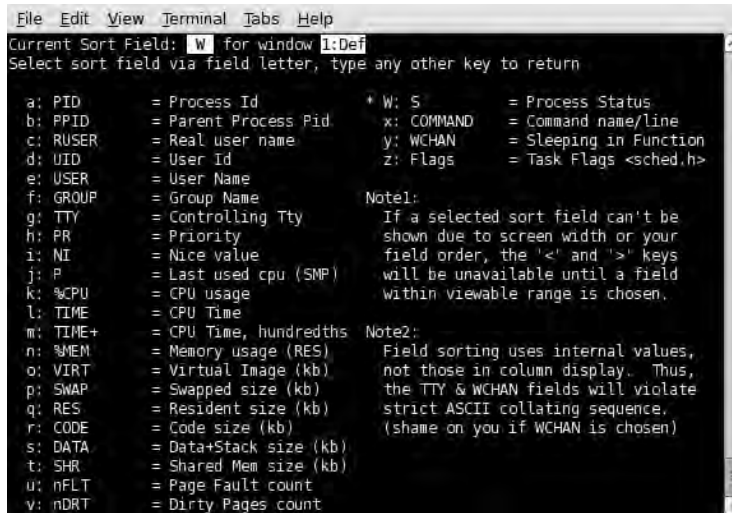 File Edit View Terminal Tabs Help
Current Sort Field: W for window 1:Def
Select sort field via field letter, type any other key to return
a: PID = Process Id
b: PPID = Parent Process Pid
c: RUSER = Real user name
d: UID = User Id
e: USER = User Name
f: GROUP = Group Name
g: TTY = Controlling Tty
h: PR = Priority
i: NI = Nice value
j: P = Last used cpu (SMP)
k: %CPU = CPU usage
l: TIME = CPU Time
m: TIME+ = CPU Time, hundredths
n: %MEM = Memory usage (RES)
o: VIRT = Virtual Image (kb)
p: SWAP = Swapped size (kb)
q: RES = Resident size (kb)
r: CODE = Code size (kb)
s: DATA = Data+Stack size (kb)
t: SHR = Shared Mem size (kb)
u: nFLT = Page Fault count
v: nDRT = Dirty Pages count
* W: S = Process Status
x: COMMAND = Command name/line
y: WCHAN = Sleeping in Function
z: Flags = Task Flags <sched.h>
Note1:
If a selected sort field can't be
shown due to screen width or your
field order, the '<' and '>' keys
will be unavailable until a field
within viewable range is chosen.
Note2:
Field sorting uses internal values,
not those in column display. Thus,
the TTY & WCHAN fields will violate
strict ASCII collating sequence.
(shame on you if WCHAN is chosen)